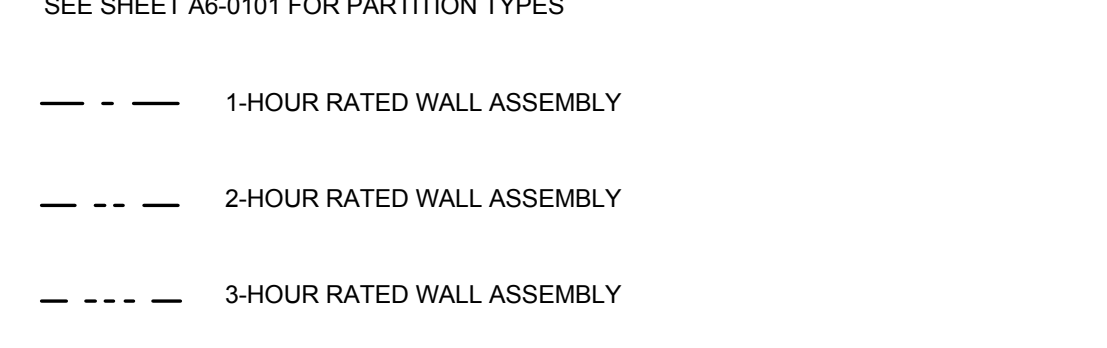 SEE SHEET A6-0101 FOR PARTITION TYPES
1-HOUR RATED WALL ASSEMBLY
2-HOUR RATED WALL ASSEMBLY
3-HOUR RATED WALL ASSEMBLY